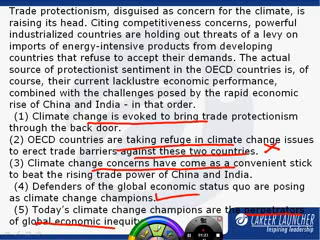 Trade protectionism, disguised as concern for the climate, is
raising its head. Citing competitiveness concerns, powerful
industrialized countries are holding out threats of a levy on
imports of energy-intensive products from developing
countries that refuse to accept their demands. The actual
source of protectionist sentiment in the OECD countries is, of
course, their current lacklustre economic performance,
combined with the challenges posed by the rapid economic
rise of China and India - in that order.
(1) Climate change is evoked to bring trade protectionism
through the back door.
(2) OECD countries are taking refuge in climate change issues
to erect trade barriers against these two countries.
(3) Climate change concerns have come as a convenient stick
to beat the rising trade power of China and India.
(4) Defenders of the global economic status quo are posing
as climate change champions.
(5) Today's climate change champions are the perpetrators
of global economic inequity
CAREER LAUNCHER
Inspiring leadership